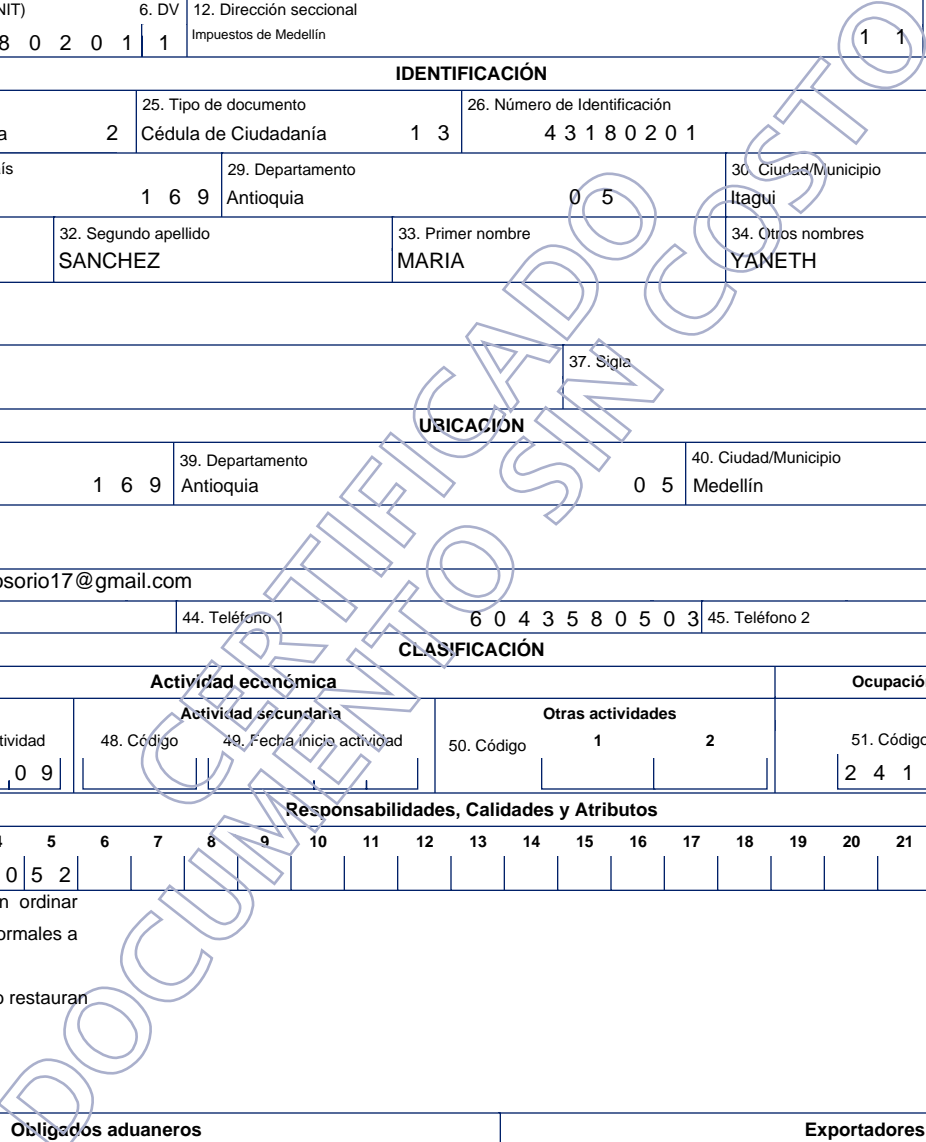 NIT) 6. DV 12. Dirección seccional
8 0 2 0 1 1 Impuestos de Medellín 1 1
IDENTIFICACIÓN
25. Tipo de documento 26. Número de Identificación
a 2 Cédula de Ciudadanía 1 3 4 3 1 8 0 2 0 1
ís 29. Departamento 30. Ciudad/Municipio
1 6 9 Antioquia 0 5 Itagui
32. Segundo apellido 33. Primer nombre 34. Otros nombres
SANCHEZ MARIA YANETH
37. Sigla
UBICACIÓN
39. Departamento 40. Ciudad/Municipio
1 6 9 Antioquia 0 5 Medellín
osorio17@gmail.com
44. Teléfono 1 6 0 4 3 5 8 0 5 0 3 45. Teléfono 2
CLASIFICACIÓN
Actividad económica Ocupación
Actividad secundaria Otras actividades
tividad 48. Código 49. Fecha inicio actividad 50. Código 1 2 51. Código
0 9 2 4 1
Responsabilidades, Calidades y Atributos
5 6 7 8 9 10 11 12 13 14 15 16 17 18 19 20 21
0 5 2
n ordinar
ormales a
o restauran
Obligados aduaneros Exportadores
CERTIFICADO
DOCUMENTO SIN COSTO